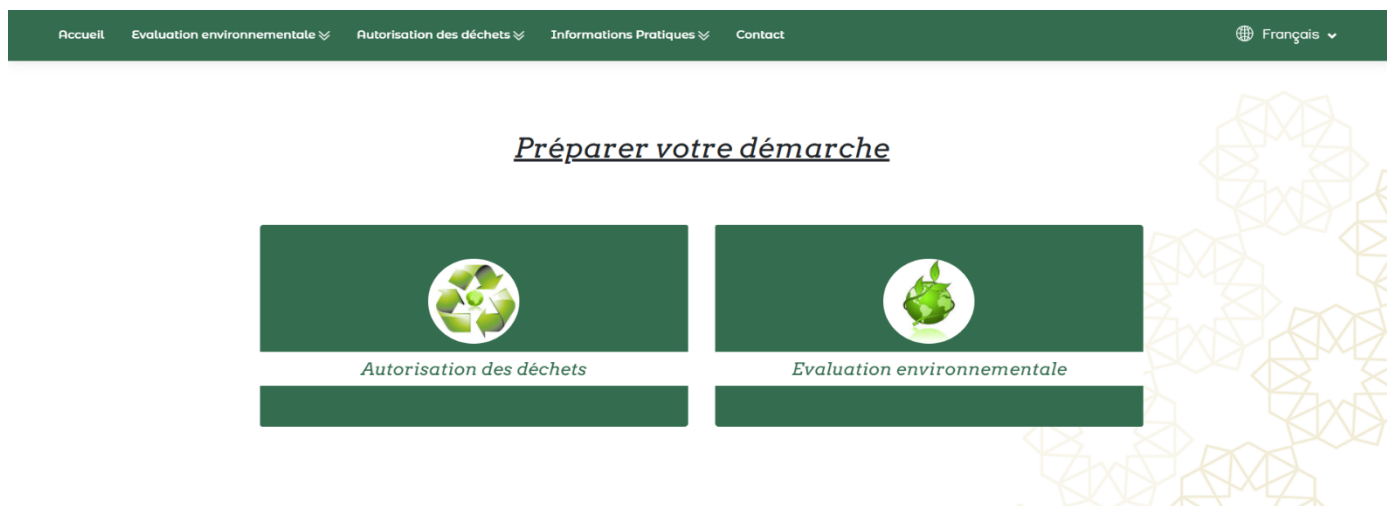 Accueil Evaluation environnementale Autorisation des déchets Informations Pratiques Contact Français
Préparer votre démarche
Autorisation des déchets Evaluation environnementale